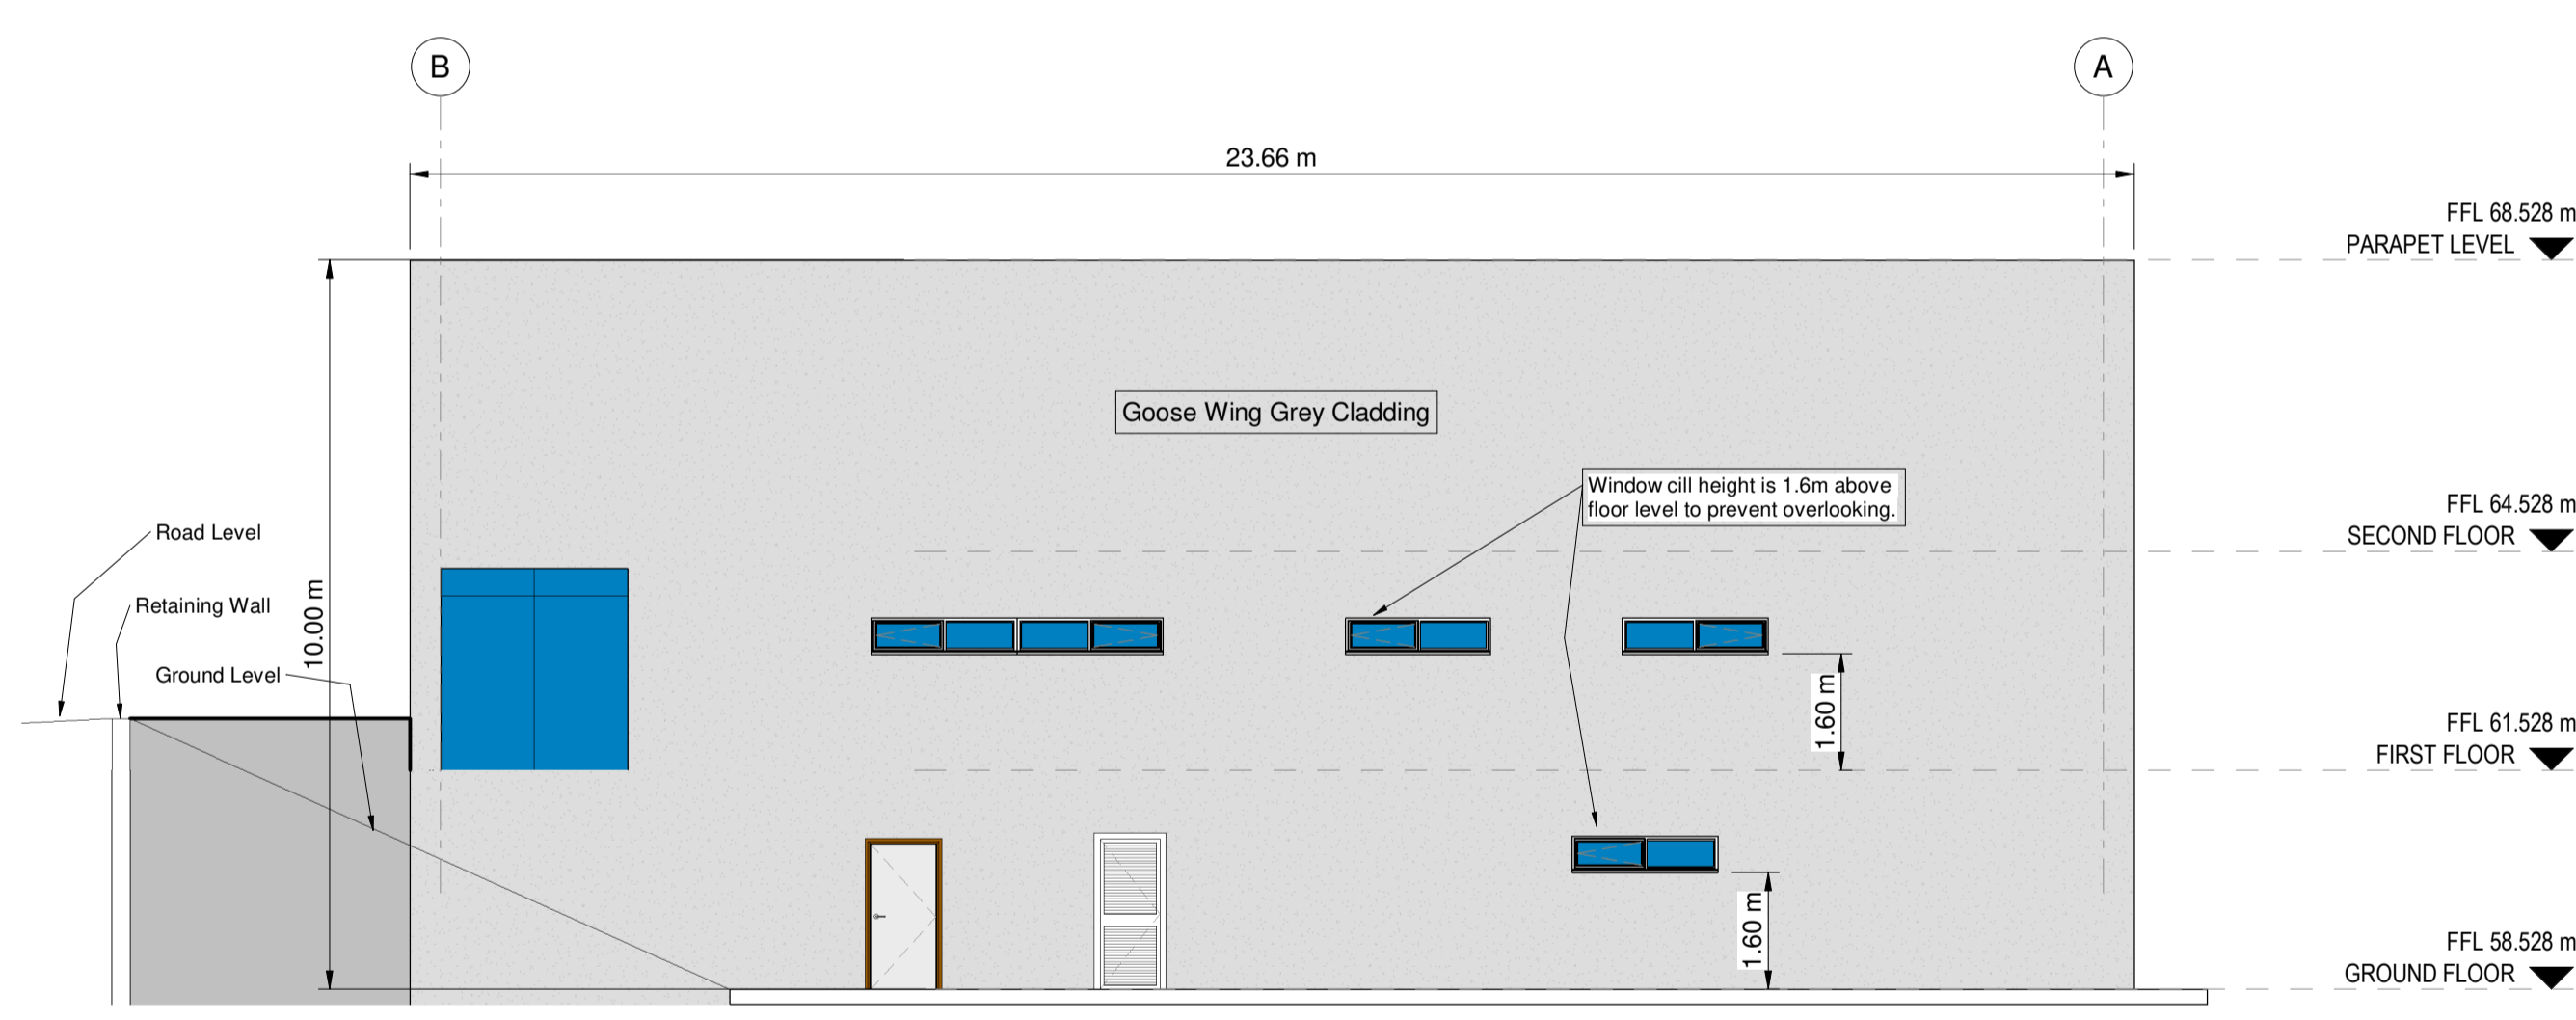 B
A
23.66 m
FFL 68.528 m
PARAPET LEVEL
Goose Wing Grey Cladding
Window cill height is 1.6m above
floor level to prevent overlooking.
FFL 64.528 m
SECOND FLOOR
Road Level
Retaining Wall
10.00 m
Ground Level
1.60 m
FFL 61.528 m
FIRST FLOOR
1.60 m
FFL 58.528 m
GROUND FLOOR